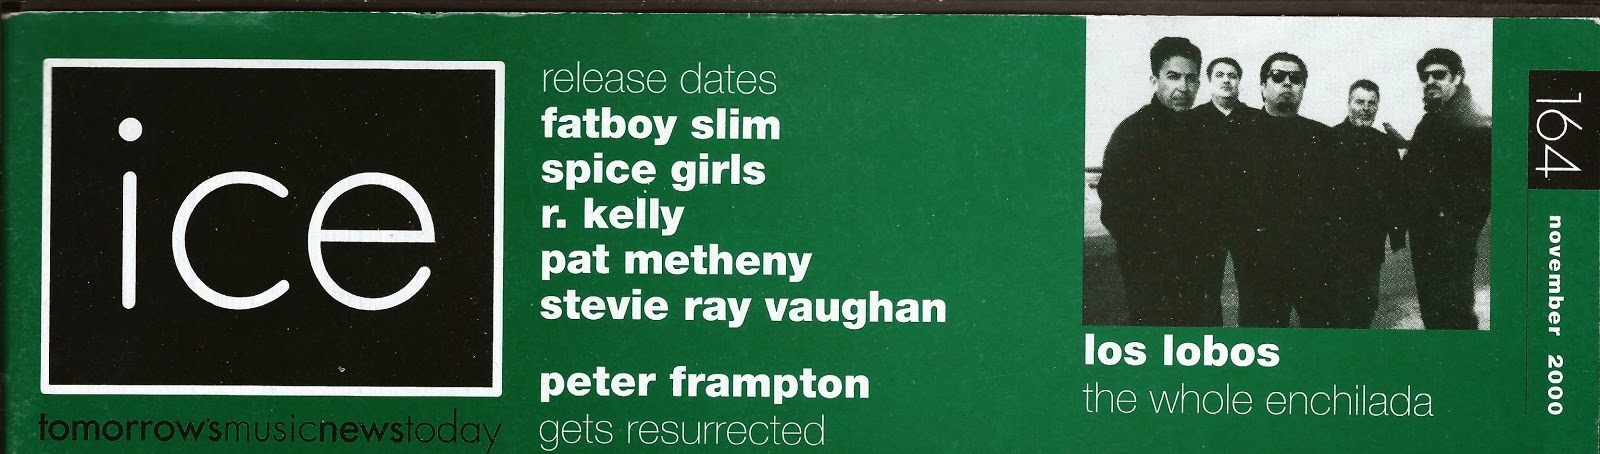 ice
tomorrow'smusicnewstoday
release dates
fatboy slim
spice girls
r. kelly
pat metheny
stevie ray vaughan
peter frampton
gets resurrected
los lobos
the whole enchilada
164
november 2000